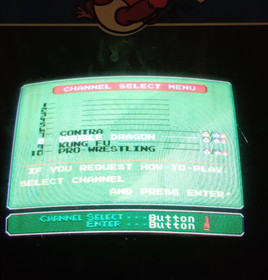 CHANNEL SELECT MENU
CONTRA
DOUBLE DRAGON
KUNG FU
10 PRO-WRESTLING
IF YOU REQUEST HOW-TO-PLAY,
SELECT CHANNEL
AND PRESS ENTER.
CHANNEL SELECT···Button
ENTER···Button